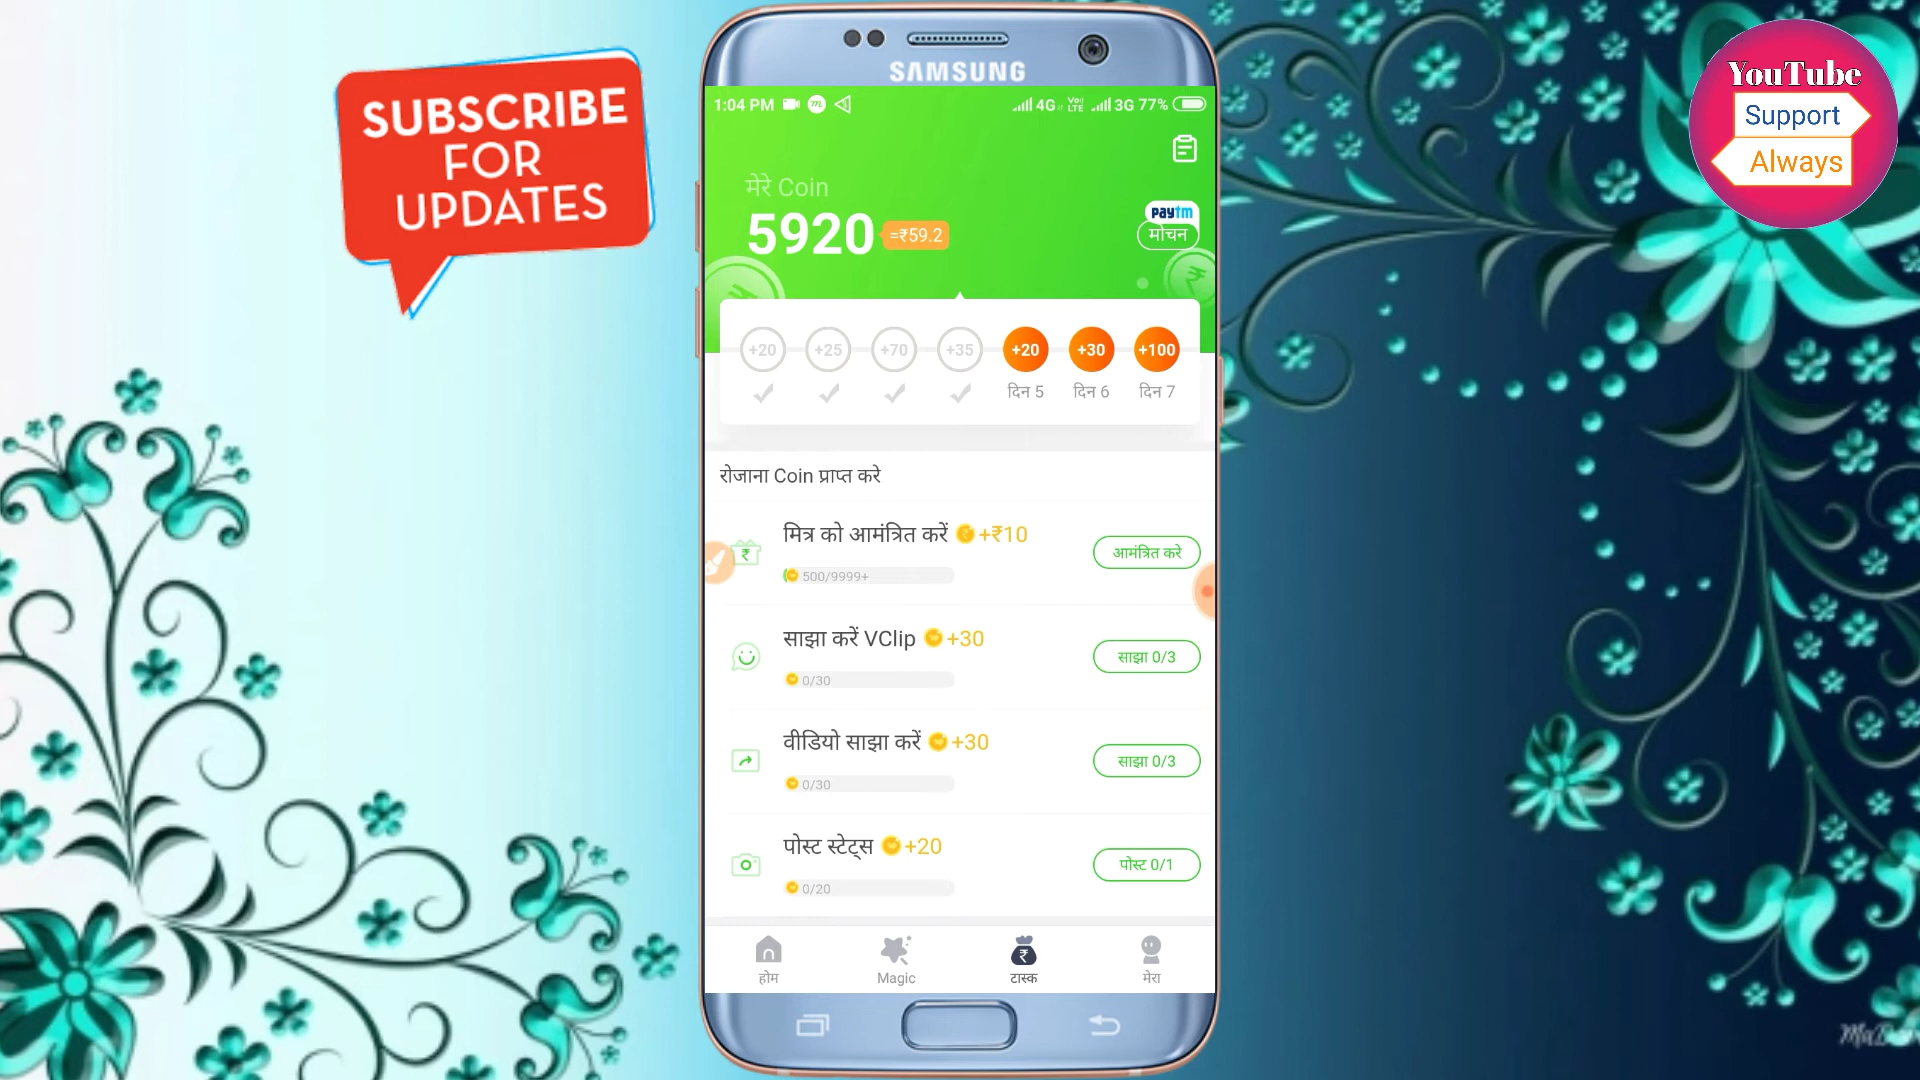 SUBSCRIBE
FOR
UPDATES
YouTube
Support
Always
SAMSUNG
1:04 PM
4G VoLTE 3G 77%
मेरे Coin
5920 =₹59.2
paytm
मोचन
+20 +25 +70 +35 +20 +30 +100
दिन 5 दिन 6 दिन 7
रोजाना Coin प्राप्त करे
मित्र को आमंत्रित करें +₹10
500/9999+
आमंत्रित करे
साझा करें VClip +30
0/30
साझा 0/3
वीडियो साझा करें +30
0/30
साझा 0/3
पोस्ट स्टेट्स +20
0/20
पोस्ट 0/1
होम Magic टास्क मेरा